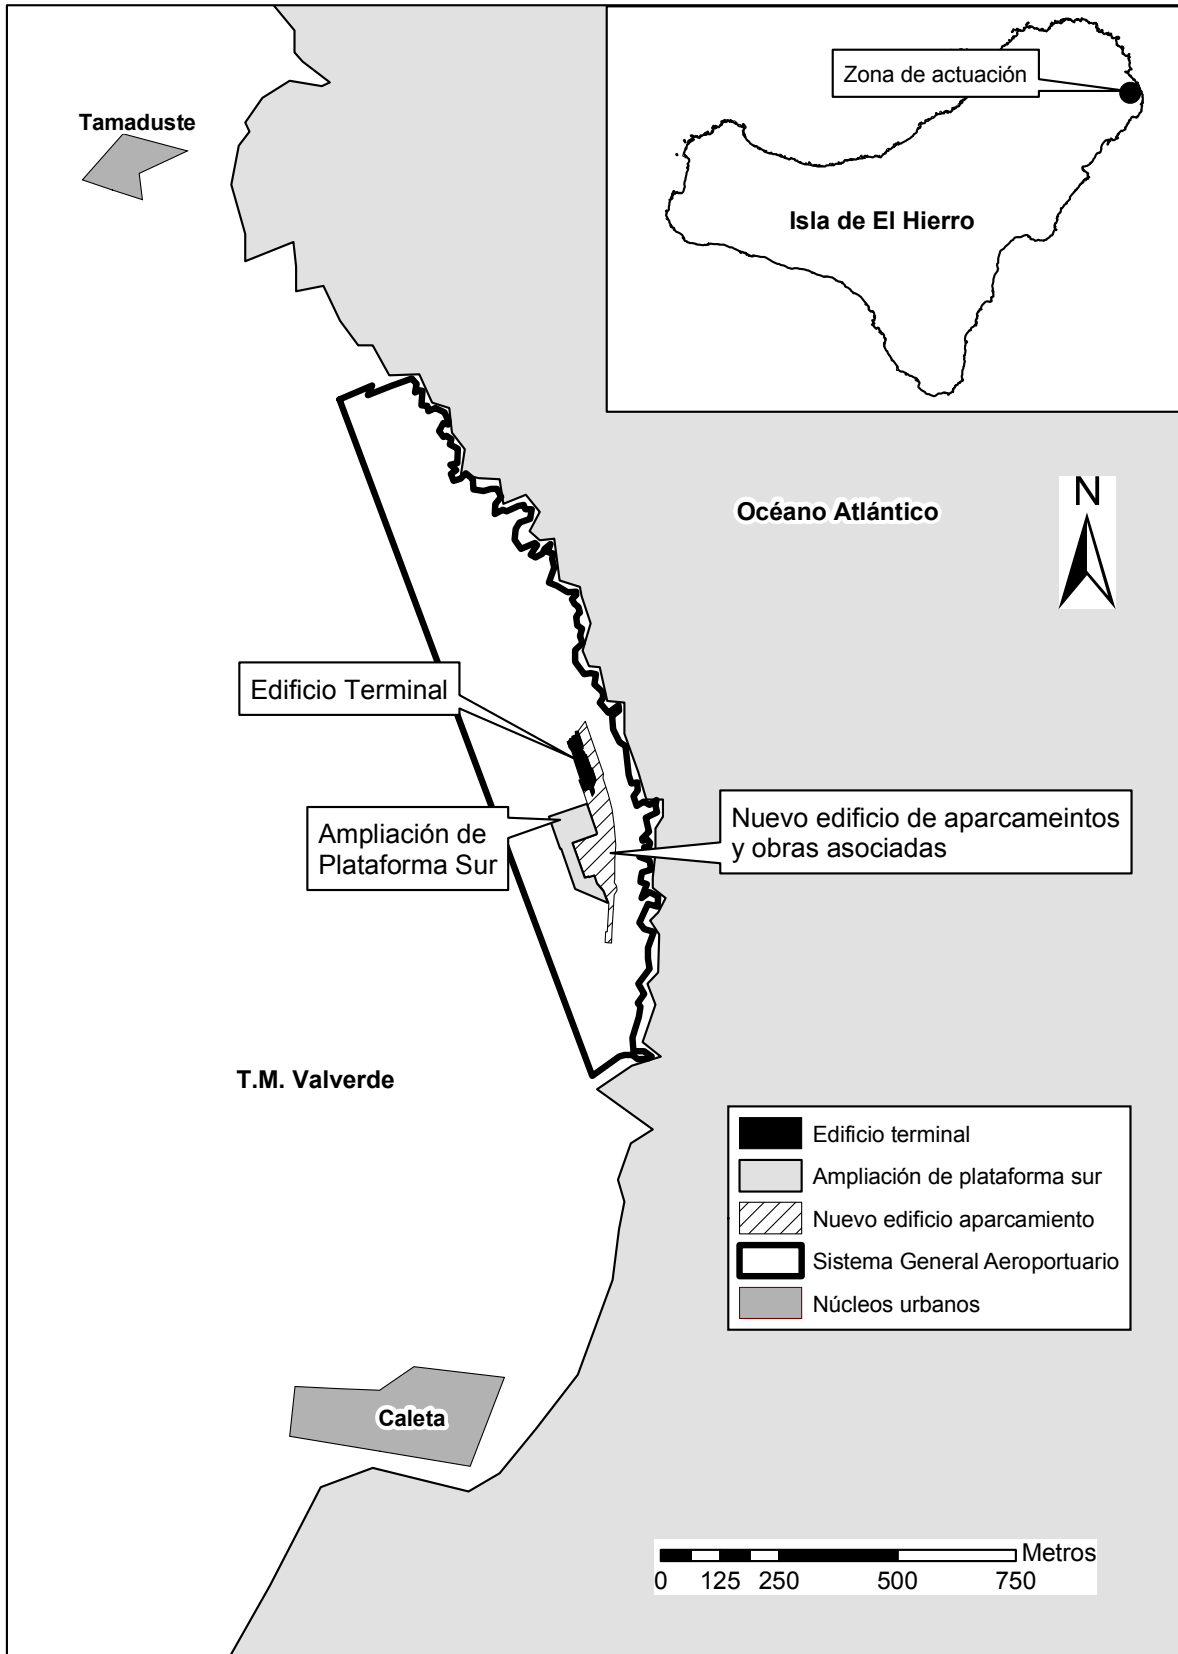 Zona de actuación
Isla de El Hierro
Tamaduste
Océano Atlántico
N
Edificio Terminal
Ampliación de
Plataforma Sur
Nuevo edificio de aparcameintos
y obras asociadas
T.M. Valverde
Edificio terminal
Ampliación de plataforma sur
Nuevo edificio aparcamiento
Sistema General Aeroportuario
Núcleos urbanos
Caleta
Metros
0 125 250 500 750